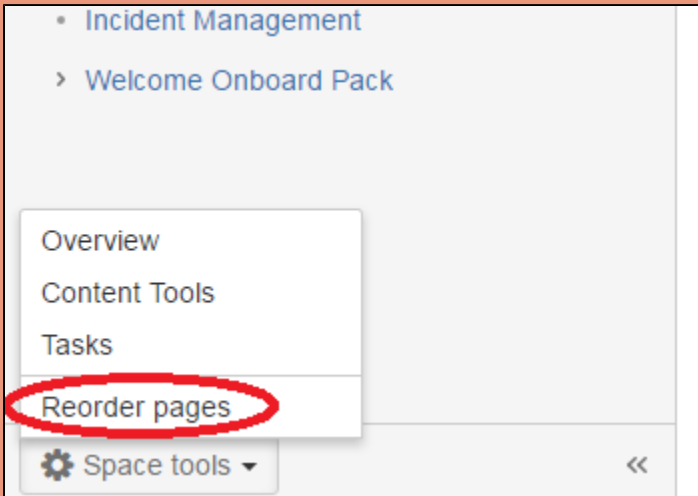 Incident Management
Welcome Onboard Pack
Overview
Content Tools
Tasks
Reorder pages
Space tools